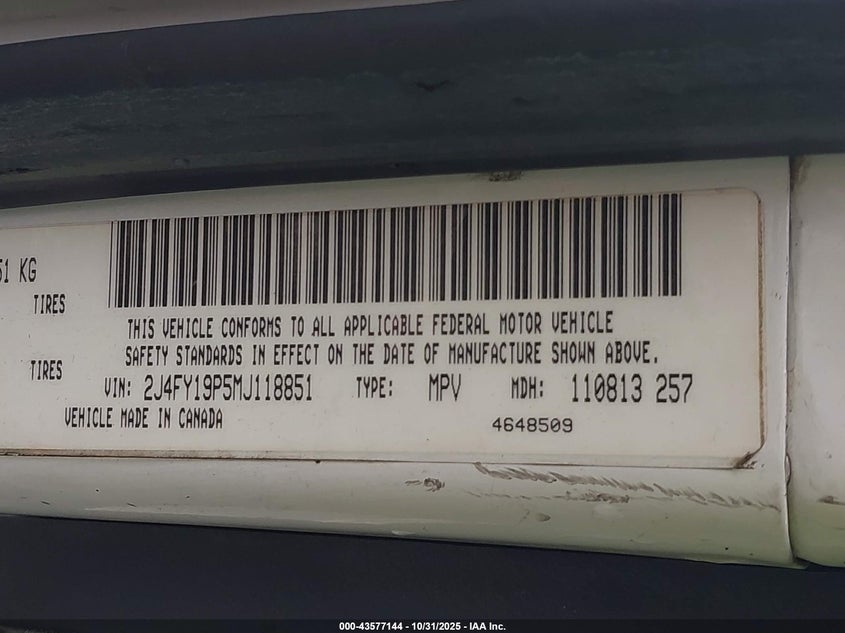 51 KG
TIRES
THIS VEHICLE CONFORMS TO ALL APPLICABLE FEDERAL MOTOR VEHICLE
SAFETY STANDARDS IN EFFECT ON THE DATE OF MANUFACTURE SHOWN ABOVE.
TIRES
VIN: 2J4FY19P5MJ118851 TYPE: MPV MDH: 110813 257
VEHICLE MADE IN CANADA 4648509
000-43577144 - 10/31/2025 - IAA Inc.